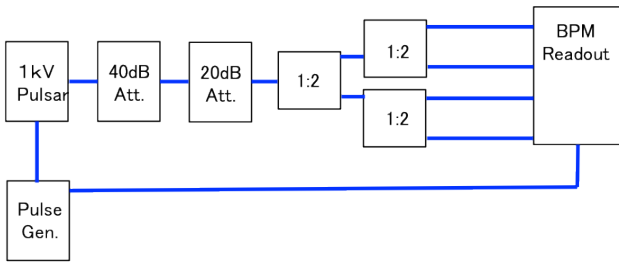 1kV
Pulsar
40dB
Att.
20dB
Att.
1:2
1:2
1:2
BPM
Readout
Pulse
Gen.